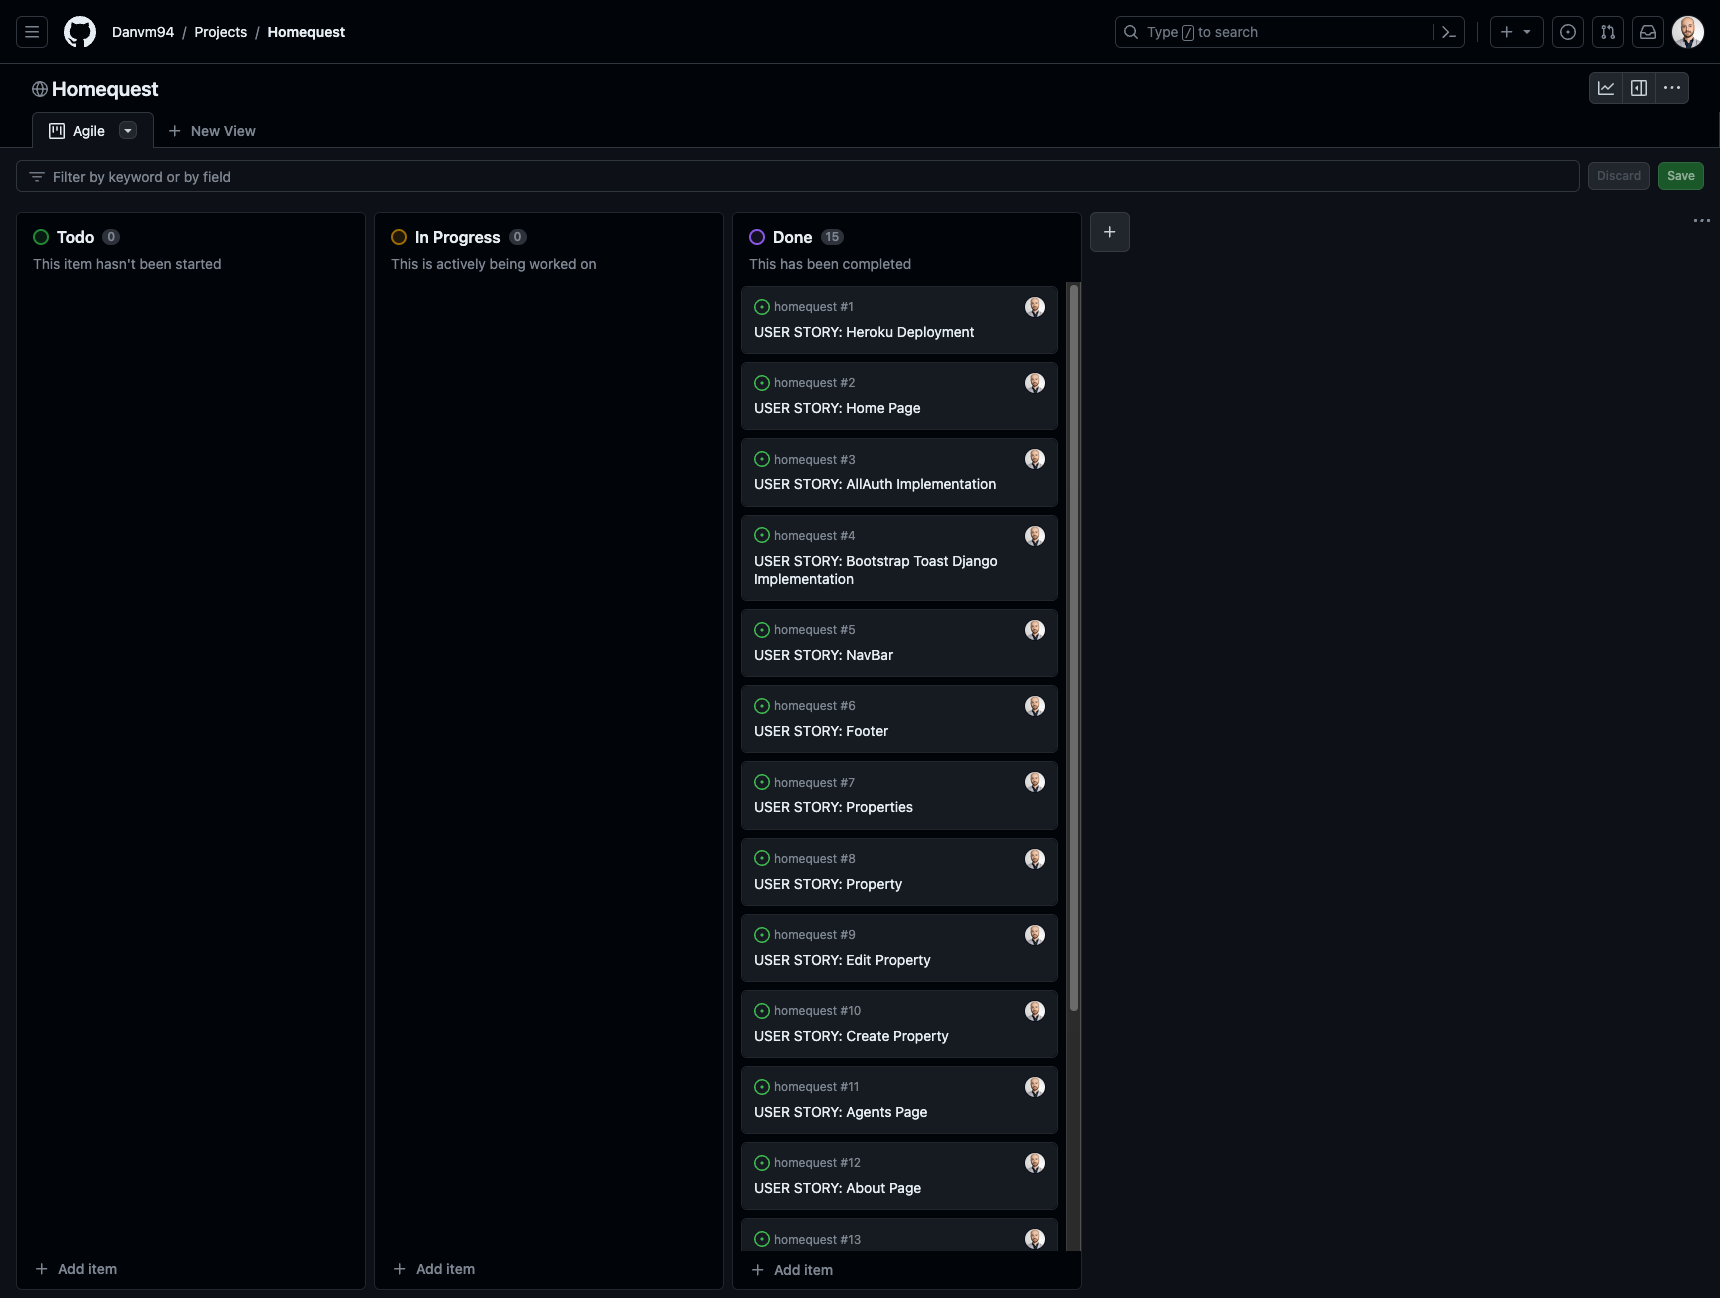 Danvm94 / Projects / Homequest
Type / to search
Homequest
Agile
New View
Filter by keyword or by field
Discard
Save
Todo 0
This item hasn't been started
Add item
In Progress 0
This is actively being worked on
Add item
Done 15
This has been completed
homequest #1
USER STORY: Heroku Deployment
homequest #2
USER STORY: Home Page
homequest #3
USER STORY: AllAuth Implementation
homequest #4
USER STORY: Bootstrap Toast Django
Implementation
homequest #5
USER STORY: NavBar
homequest #6
USER STORY: Footer
homequest #7
USER STORY: Properties
homequest #8
USER STORY: Property
homequest #9
USER STORY: Edit Property
homequest #10
USER STORY: Create Property
homequest #11
USER STORY: Agents Page
homequest #12
USER STORY: About Page
homequest #13
Add item